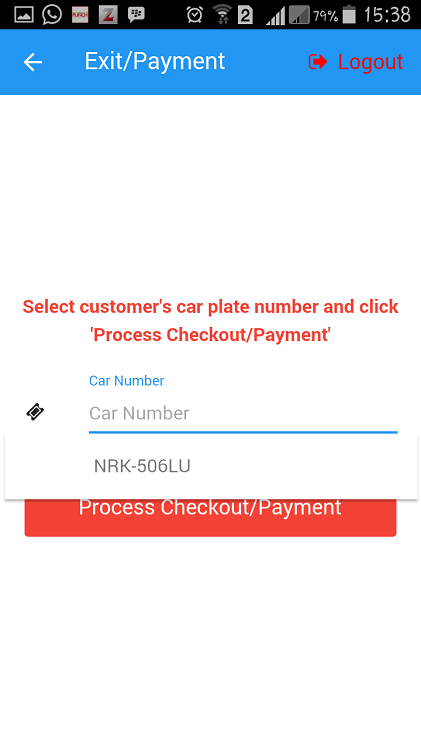 2 79% 15:38
Exit/Payment Logout
Select customer's car plate number and click
'Process Checkout/Payment'
Car Number
Car Number
NRK-506LU
Process Checkout/Payment